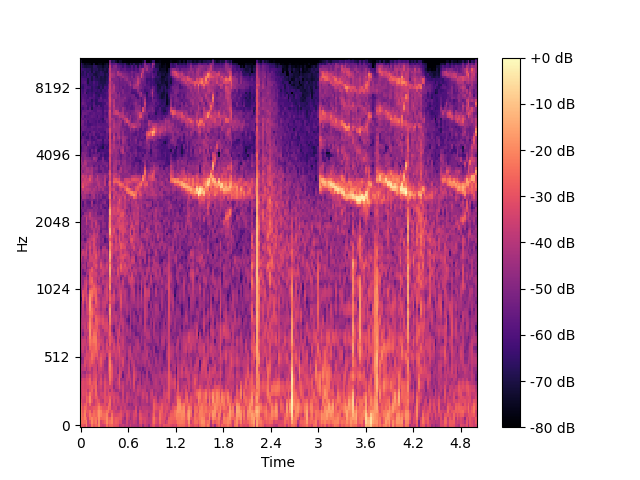 8192
4096
2048
1024
512
0
Hz
0
0.6
1.2
1.8
2.4
3
3.6
4.2
4.8
Time
+0 dB
-10 dB
-20 dB
-30 dB
-40 dB
-50 dB
-60 dB
-70 dB
-80 dB